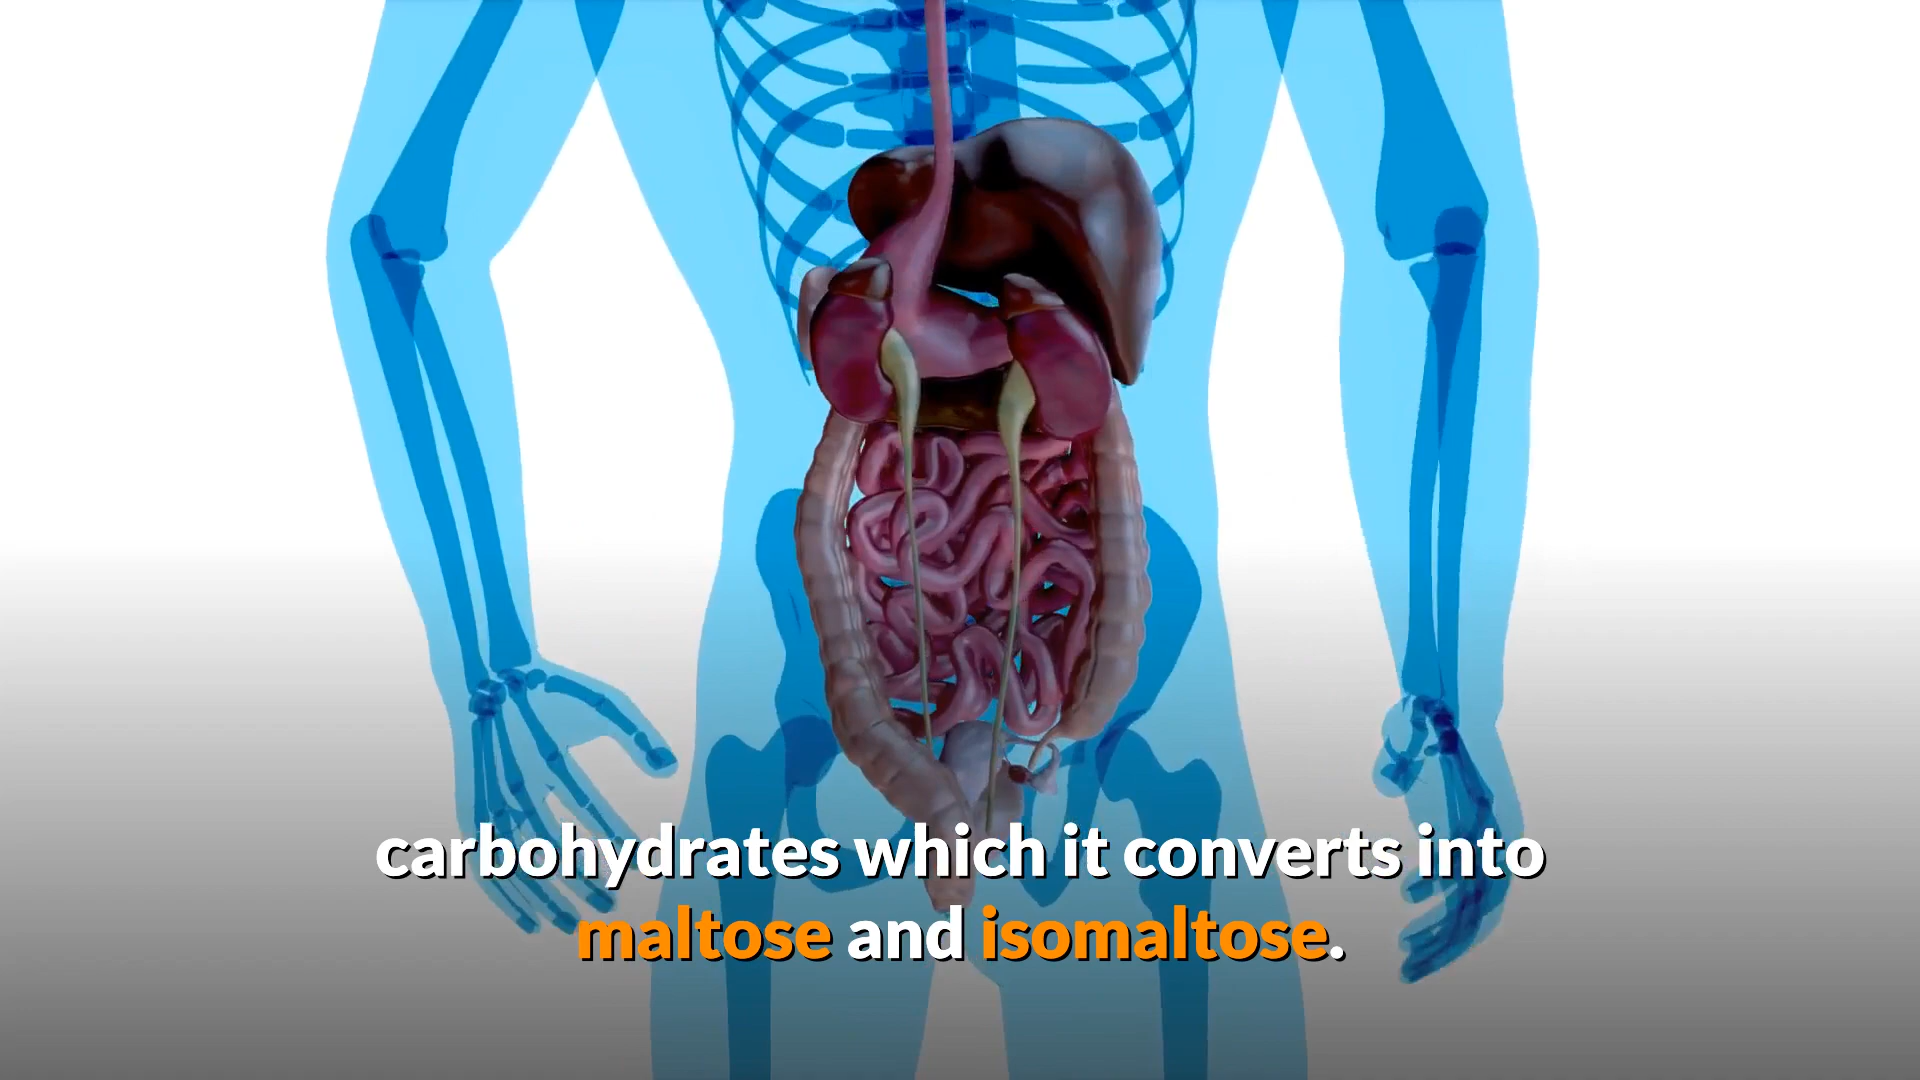 carbohydrates which it converts into
maltose and isomaltose.